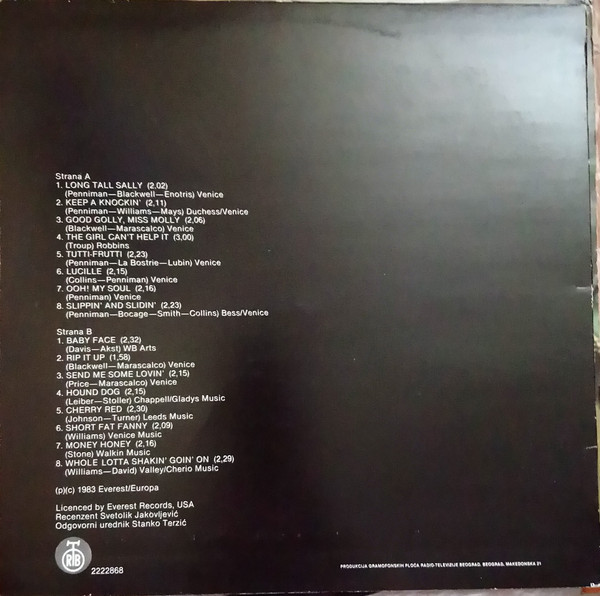 Strana A
1. LONG TALL SALLY (2,02)
(Penniman—Blackwell—Enotris) Venice
2. KEEP A KNOCKIN' (2,11)
(Penniman—Williams—Mays) Duchess/Venice
3. GOOD GOLLY, MISS MOLLY (2,06)
(Blackwell—Marascalco) Venice
4. THE GIRL CAN'T HELP IT (3,00)
(Troup) Robbins
5. TUTTI-FRUTTI (2,23)
(Penniman—La Bostrie—Lubin) Venice
6. LUCILLE (2,15)
(Collins—Penniman) Venice
7. OOH! MY SOUL (2,16)
(Penniman) Venice
8. SLIPPIN' AND SLIDIN' (2,23)
(Penniman—Bocage—Smith—Collins) Bess/Venice
Strana B
1. BABY FACE (2,32)
(Davis—Akst) WB Arts
2. RIP IT UP (1,58)
(Blackwell—Marascalco) Venice
3. SEND ME SOME LOVIN' (2,15)
(Price—Marascalco) Venice
4. HOUND DOG (2,15)
(Leiber—Stoller) Chappell/Gladys Music
5. CHERRY RED (2,30)
(Johnson—Turner) Leeds Music
6. SHORT FAT FANNY (2,09)
(Williams) Venice Music
7. MONEY HONEY (2,16)
(Stone) Walkin Music
8. WHOLE LOTTA SHAKIN' GOIN' ON (2,29)
(Williams—David) Valley/Cherio Music
(p)(c) 1983 Everest/Europa
Licenced by Everest Records, USA
Recenzent Svetolik Jakovljević
Odgovorni urednik Stanko Terzić
RTB
2222868
PRODUKCIJA GRAMOFONSKIH PLOČA RADIO-TELEVIZIJE BEOGRAD, BEOGRAD, MAKEDONSKA 21